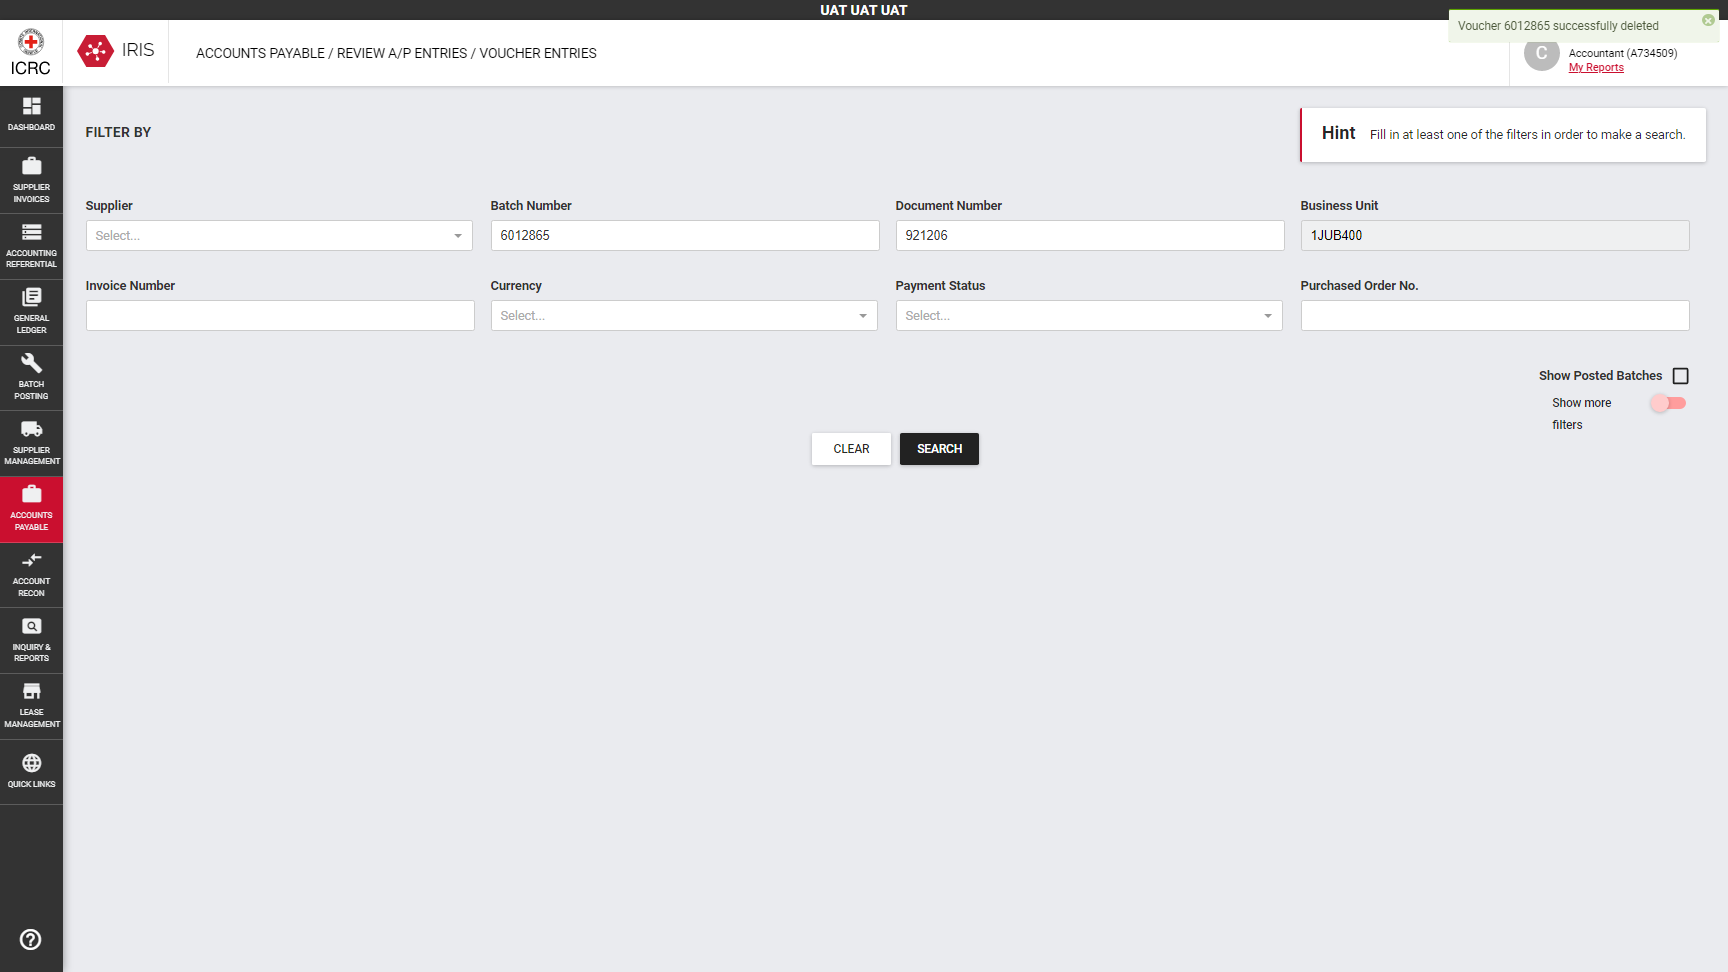 UAT UAT UAT
Voucher 6012865 successfully deleted
ICRC
IRIS
ACCOUNTS PAYABLE / REVIEW A/P ENTRIES / VOUCHER ENTRIES
C
Accountant (A734509)
My Reports
DASHBOARD
SUPPLIER
INVOICES
ACCOUNTING
REFERENTIAL
GENERAL
LEDGER
BATCH
POSTING
SUPPLIER
MANAGEMENT
ACCOUNTS
PAYABLE
ACCOUNT
RECON
INQUIRY &
REPORTS
LEASE
MANAGEMENT
QUICK LINKS
FILTER BY
Hint Fill in at least one of the filters in order to make a search.
Supplier
Select...
Batch Number
6012865
Document Number
921206
Business Unit
1JUB400
Invoice Number
Currency
Select...
Payment Status
Select...
Purchased Order No.
Show Posted Batches
Show more
filters
CLEAR
SEARCH